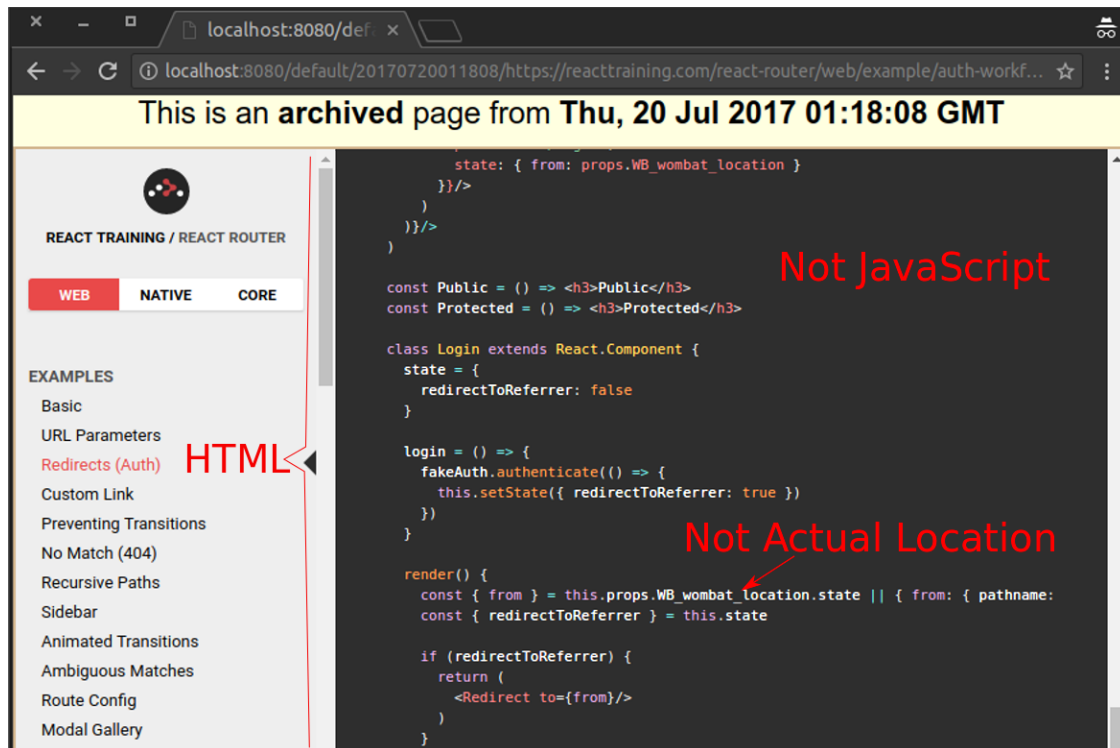 localhost:8080/def
localhost:8080/default/20170720011808/https://reacttraining.com/react-router/web/example/auth-workf...
This is an archived page from Thu, 20 Jul 2017 01:18:08 GMT
REACT TRAINING / REACT ROUTER
WEB NATIVE CORE
EXAMPLES
Basic
URL Parameters
Redirects (Auth)
Custom Link
Preventing Transitions
No Match (404)
Recursive Paths
Sidebar
Animated Transitions
Ambiguous Matches
Route Config
Modal Gallery
HTML
state: { from: props.WB_wombat_location }
}}/>
)
)}/>
)
Not JavaScript
const Public = () => <h3>Public</h3>
const Protected = () => <h3>Protected</h3>
class Login extends React.Component {
state = {
redirectToReferrer: false
}
login = () => {
fakeAuth.authenticate(() => {
this.setState({ redirectToReferrer: true })
})
}
Not Actual Location
render() {
const { from } = this.props.WB_wombat_location.state || { from: { pathname:
const { redirectToReferrer } = this.state
if (redirectToReferrer) {
return (
<Redirect to={from}/>
)
}